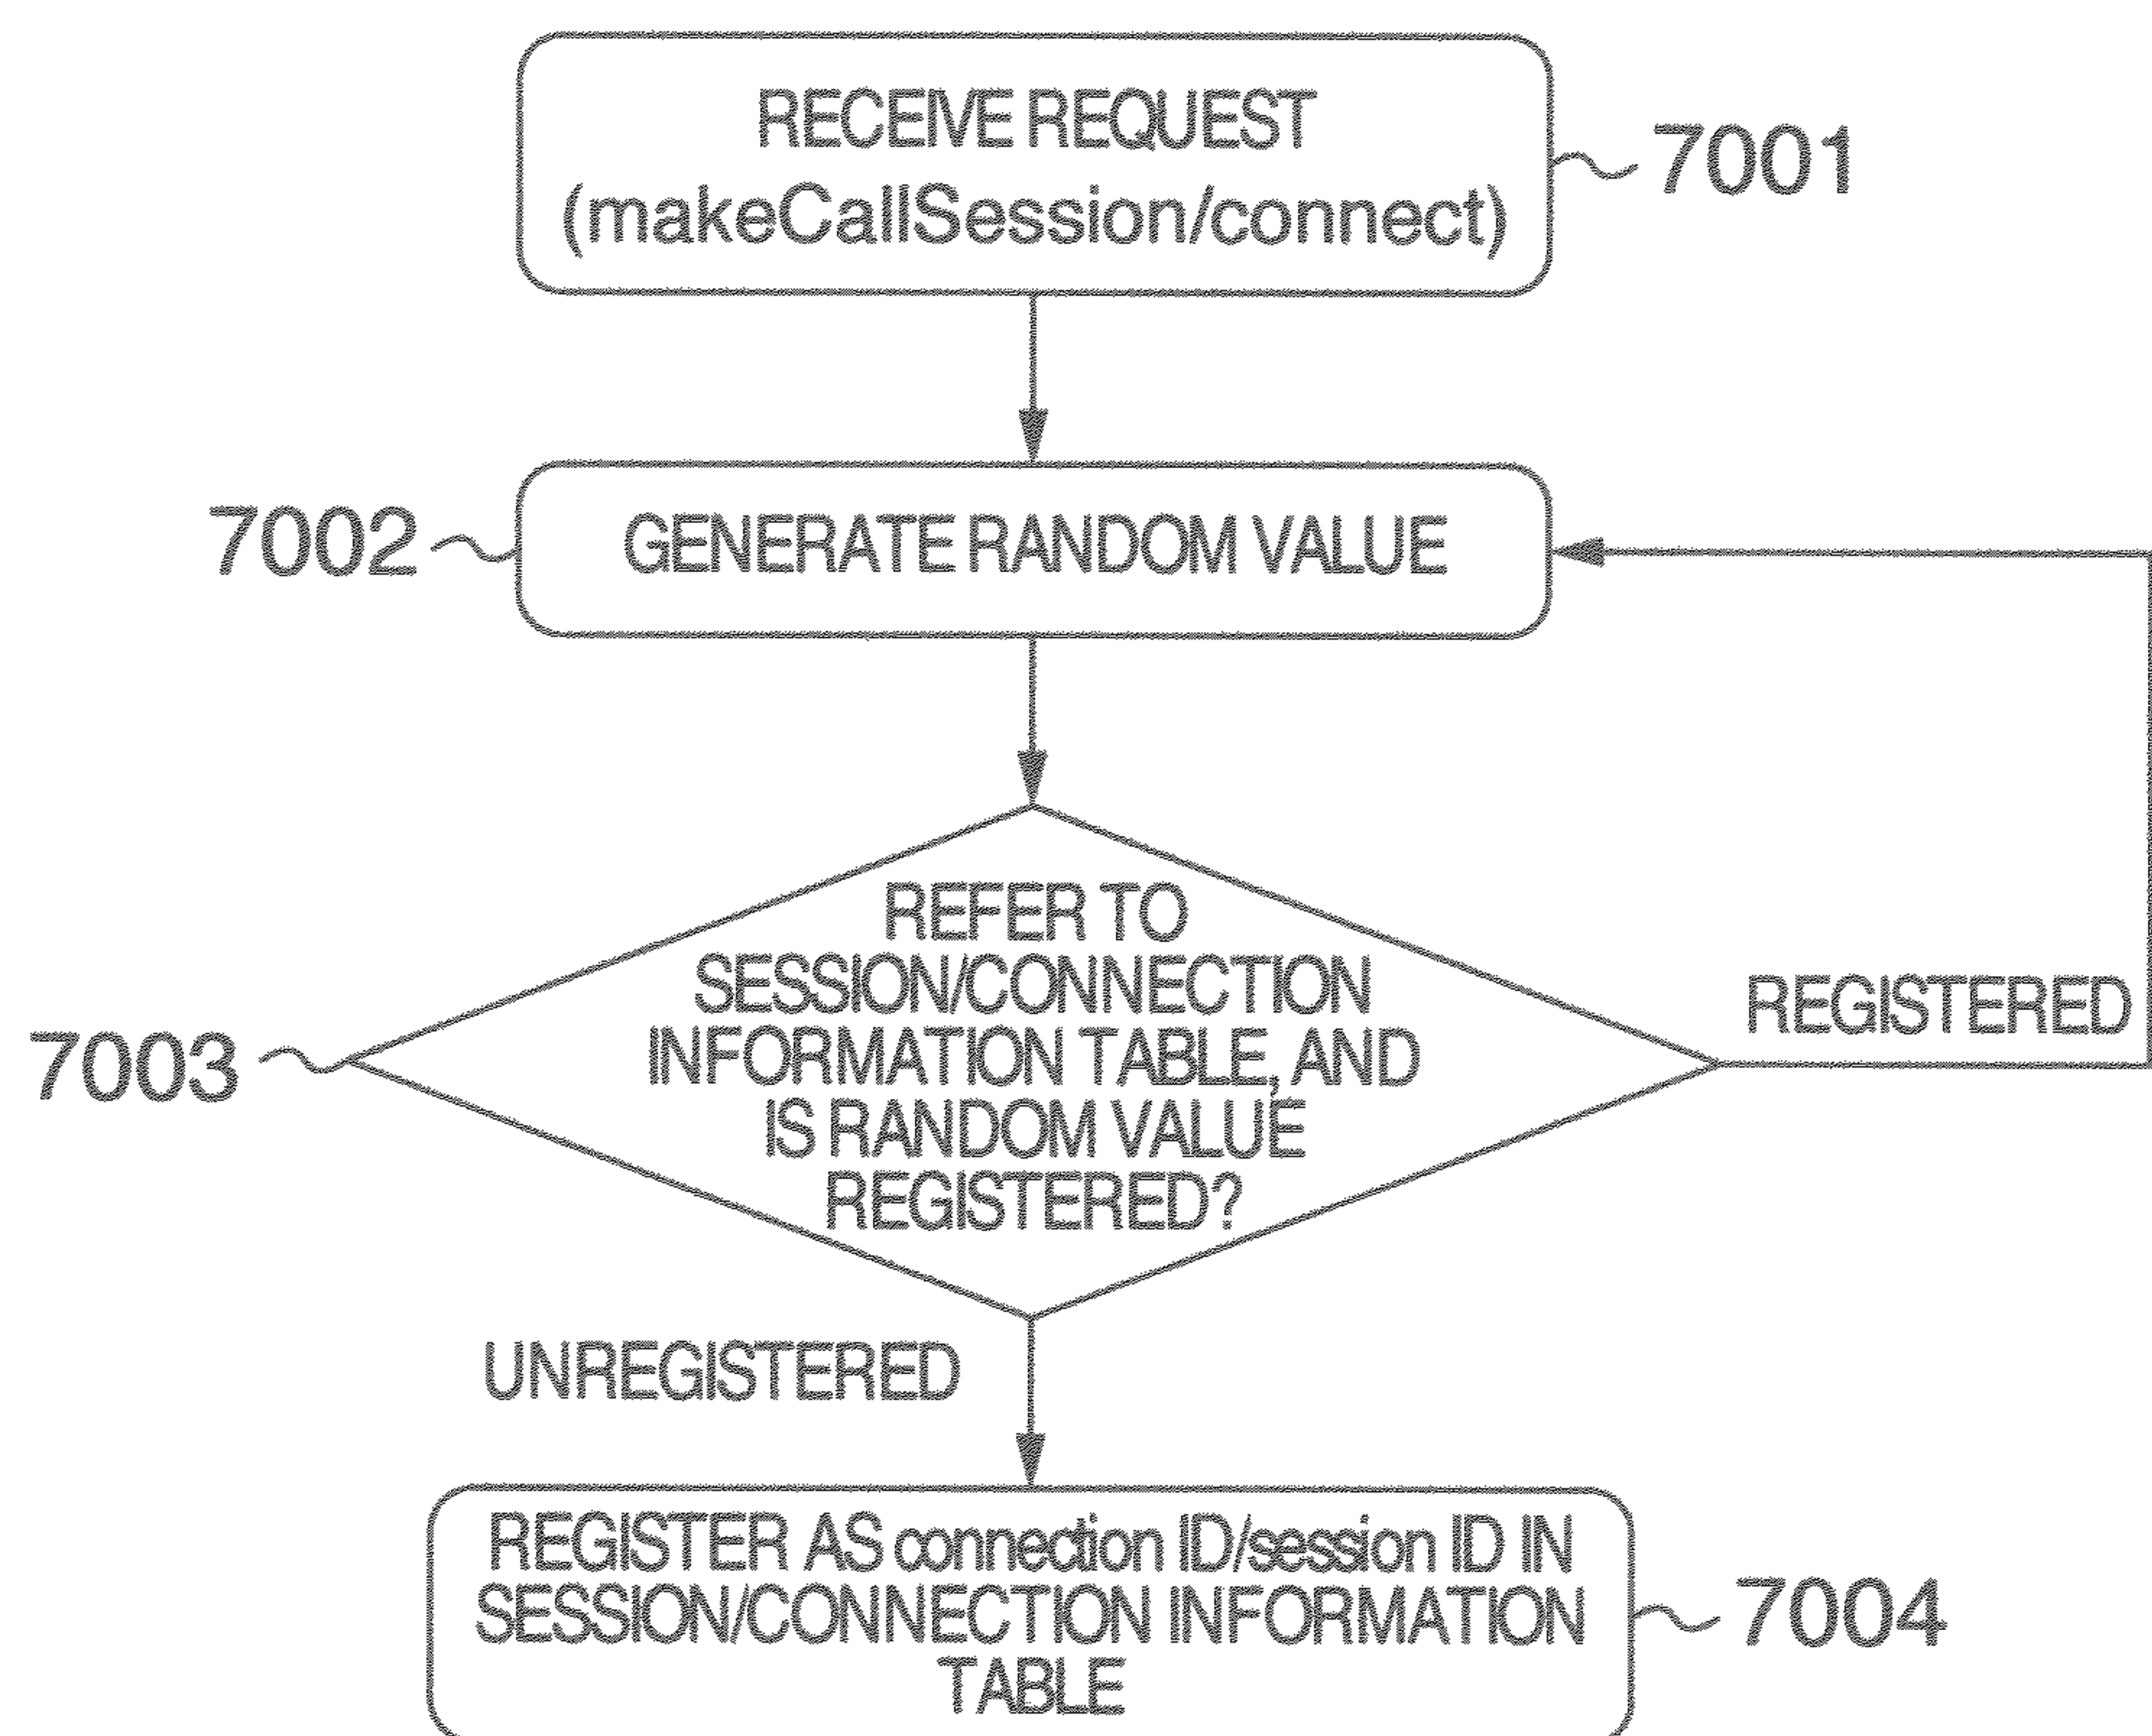 RECEIVE REQUEST
(makeCallSession/connect)
7001
7002
GENERATE RANDOM VALUE
REFER TO
SESSION/CONNECTION
INFORMATION TABLE, AND
IS RANDOM VALUE
REGISTERED?
7003
REGISTERED
UNREGISTERED
REGISTER AS connection ID/session ID IN
SESSION/CONNECTION INFORMATION
TABLE
7004